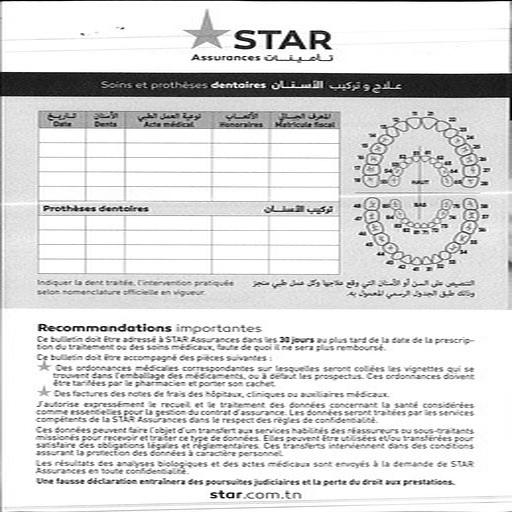 STAR
Assurances تـأمينـات
Soins et prothèses dentaires علاج و تركيب الأسنـان
تـاريـخ الأسنان نوعية العمل الطبي الأتعـاب المعرف الجبـائي
Date Dents Acte médical Honoraires Matricule fiscal
Prothèses dentaires تركيب الأسنـان
HAUT
BAS
Indiquer la dent traitée, l'intervention pratiquée
selon nomenclature officielle en vigueur.
التنصيص على السن أو الأسنان التي وقع علاجها وكل عمل طبي منجز
وذلك طبق الجدول الرسمي المعمول به.
Recommandations importantes
Ce bulletin doit être adressé à STAR Assurances dans les 30 jours au plus tard de la date de la prescrip-
tion du traitement ou des soins médicaux, faute de quoi il ne sera plus remboursé.
Ce bulletin doit être accompagné des pièces suivantes :
Des ordonnances médicales correspondantes sur lesquelles seront collées les vignettes qui se
trouvent dans l'emballage des médicaments, ou à défaut les prospectus. Ces ordonnances doivent
être tarifées par le pharmacien et porter son cachet.
Des factures des notes de frais des hôpitaux, cliniques ou auxiliaires médicaux.
J'autorise expressément le recueil et le traitement des données concernant la santé considérées
comme essentielles pour la gestion du contrat d'assurance. Les données seront traitées par les services
compétents de la STAR Assurances dans le respect des règles de confidentialité.
Ces données peuvent faire l'objet d'un transfert aux services habilités des réassureurs ou sous-traitants
missionnés pour recevoir et traiter ce type de données. Elles peuvent être utilisées et/ou transférées pour
satisfaire des obligations légales et réglementaires. Ces transferts interviennent dans des conditions
assurant la protection des données à caractère personnel.
Les résultats des analyses biologiques et des actes médicaux sont envoyés à la demande de STAR
Assurances en toute confidentialité.
Une fausse déclaration entraînera des poursuites judiciaires et la perte du droit aux prestations.
star.com.tn